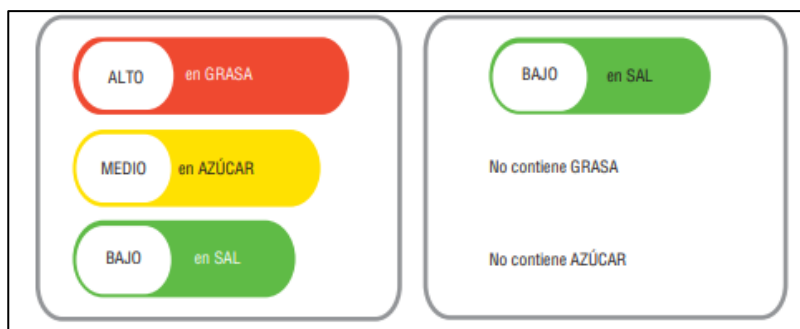 ALTO en GRASA
MEDIO en AZÚCAR
BAJO en SAL
BAJO en SAL
No contiene GRASA
No contiene AZÚCAR